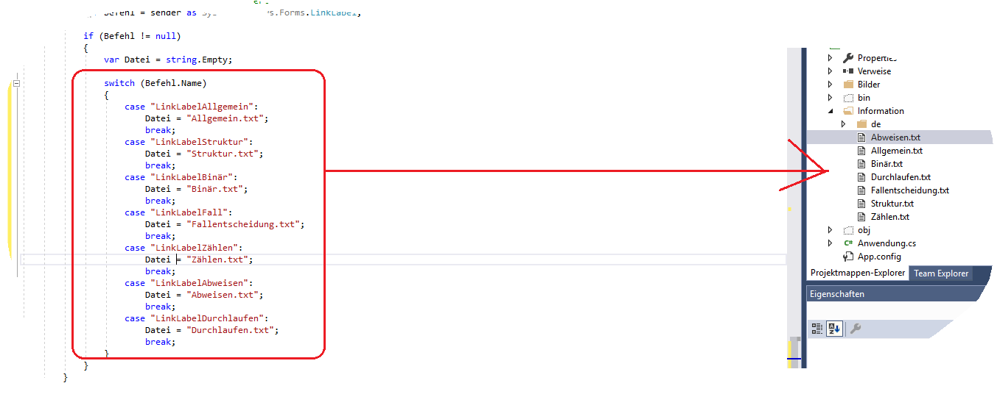 Befehl = sender as Forms.LinkLabel;
if (Befehl != null)
{
var Datei = string.Empty;
switch (Befehl.Name)
{
case "LinkLabelAllgemein":
Datei = "Allgemein.txt";
break;
case "LinkLabelStruktur":
Datei = "Struktur.txt";
break;
case "LinkLabelBinär":
Datei = "Binär.txt";
break;
case "LinkLabelFall":
Datei = "Fallentscheidung.txt";
break;
case "LinkLabelZählen":
Datei = "Zählen.txt";
break;
case "LinkLabelAbweisen":
Datei = "Abweisen.txt";
break;
case "LinkLabelDurchlaufen":
Datei = "Durchlaufen.txt";
break;
}
}
}
Properties
Verweise
Bilder
bin
Information
de
Abweisen.txt
Allgemein.txt
Binär.txt
Durchlaufen.txt
Fallentscheidung.txt
Struktur.txt
Zählen.txt
obj
C# Anwendung.cs
App.config
Projektmappen-Explorer Team Explorer
Eigenschaften